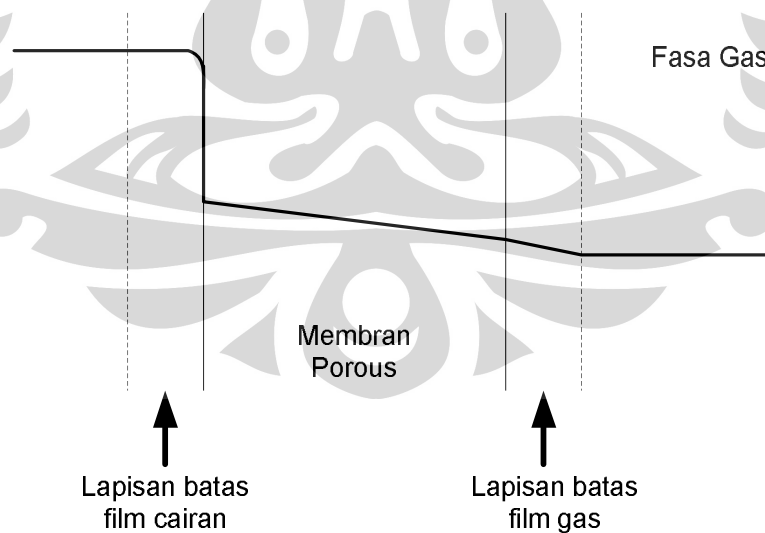 Fasa Gas
Membran
Porous
Lapisan batas
film cairan
Lapisan batas
film gas